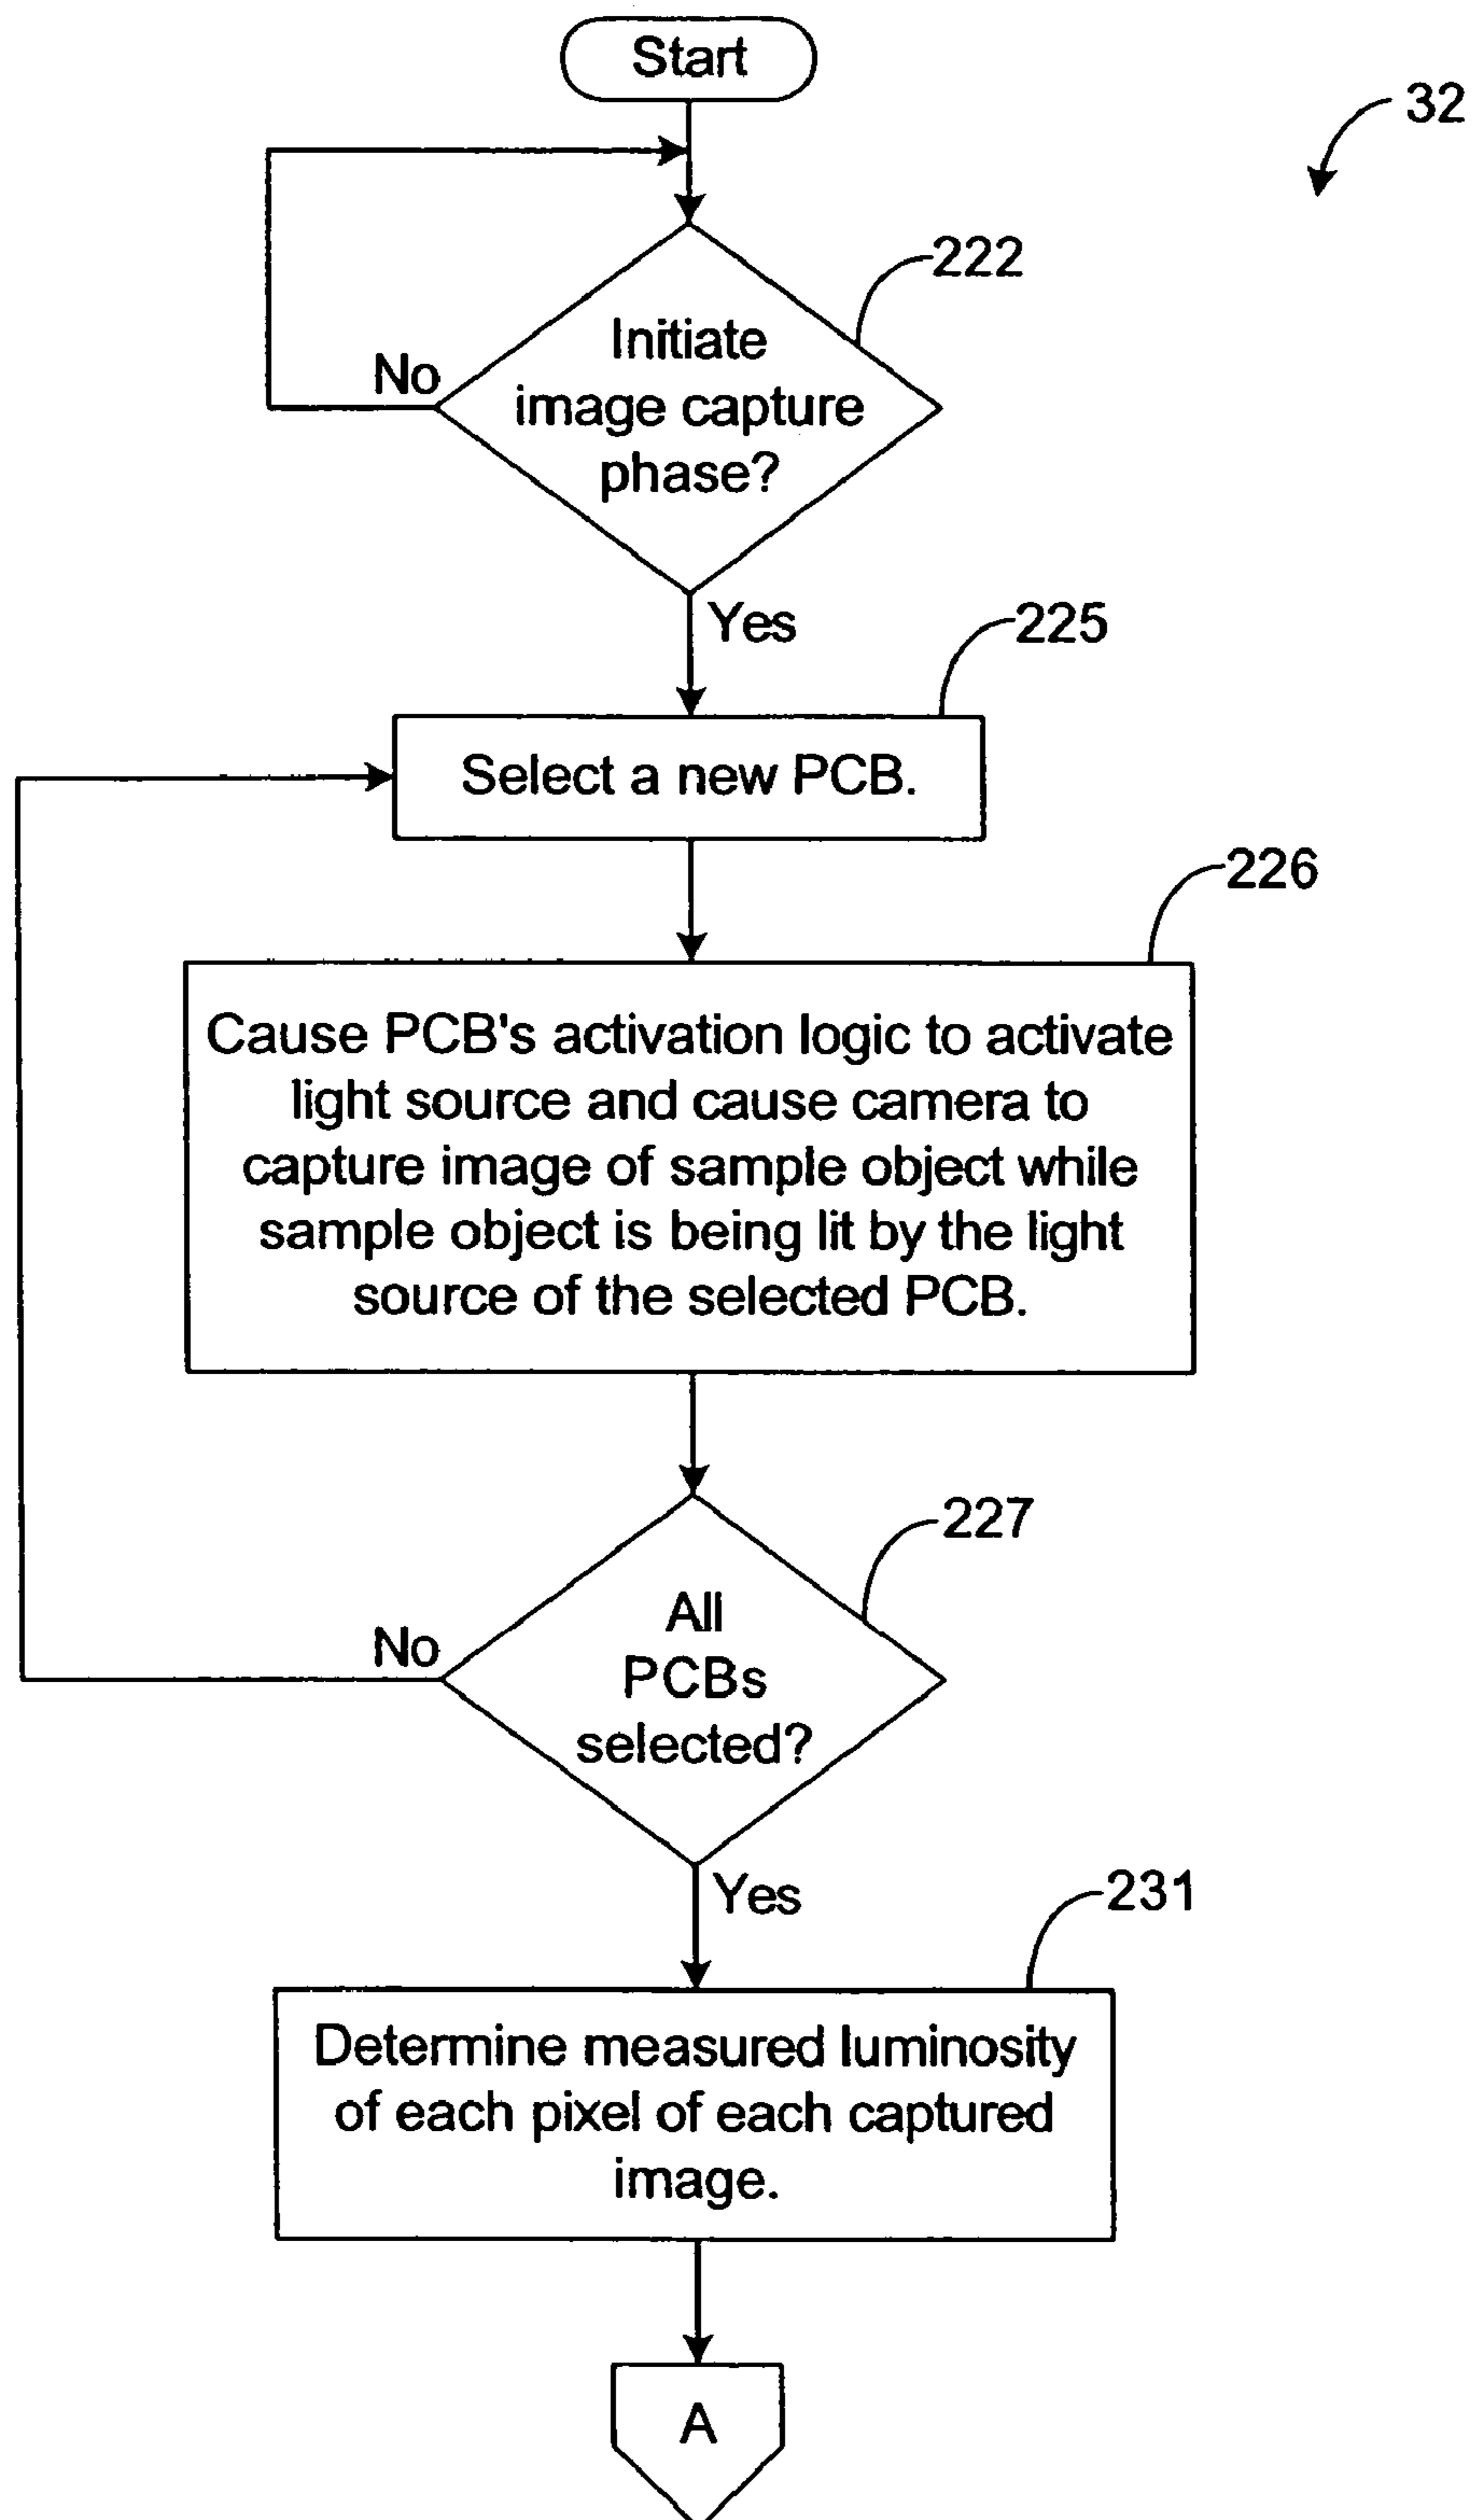 Start
32
222
Initiate
image capture
phase?
No
Yes
225
Select a new PCB.
226
Cause PCB's activation logic to activate
light source and cause camera to
capture image of sample object while
sample object is being lit by the light
source of the selected PCB.
227
All
PCBs
selected?
No
Yes
231
Determine measured luminosity
of each pixel of each captured
image.
A